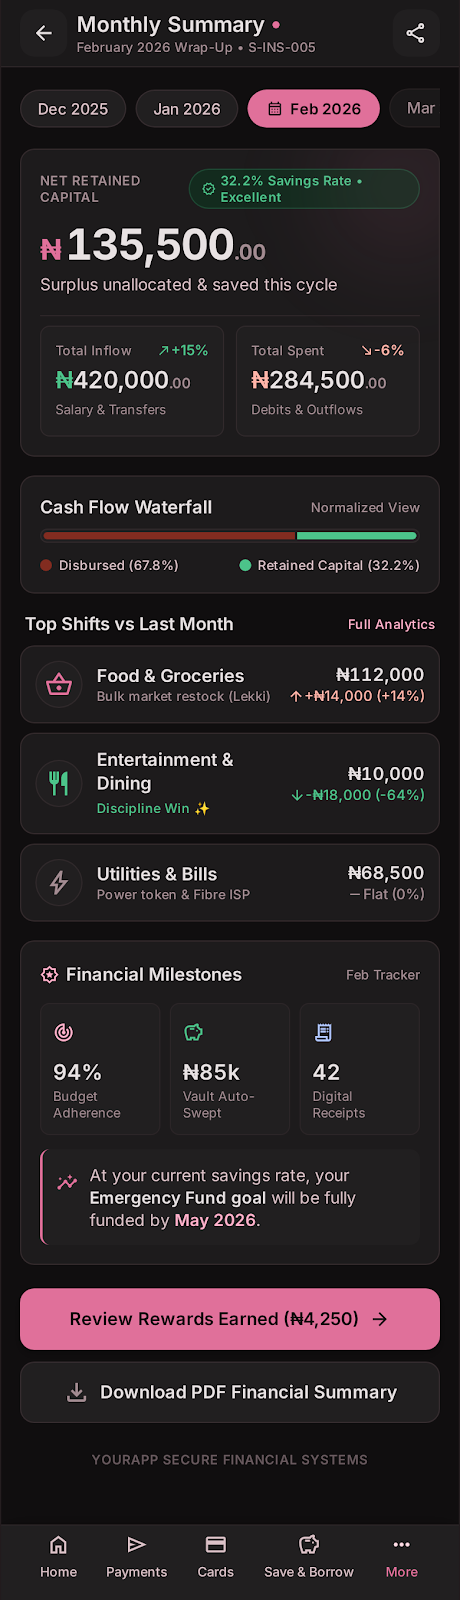 Monthly Summary •
February 2026 Wrap-Up • S-INS-005
Dec 2025
Jan 2026
Feb 2026
Mar
NET RETAINED
CAPITAL
32.2% Savings Rate •
Excellent
₦135,500.00
Surplus unallocated & saved this cycle
Total Inflow ↗+15%
₦420,000.00
Salary & Transfers
Total Spent ↘-6%
₦284,500.00
Debits & Outflows
Cash Flow Waterfall
Normalized View
Disbursed (67.8%)
Retained Capital (32.2%)
Top Shifts vs Last Month
Full Analytics
Food & Groceries
Bulk market restock (Lekki)
₦112,000
↑+₦14,000 (+14%)
Entertainment &
Dining
Discipline Win ✨
₦10,000
↓-₦18,000 (-64%)
Utilities & Bills
Power token & Fibre ISP
₦68,500
—Flat (0%)
Financial Milestones
Feb Tracker
94%
Budget
Adherence
₦85k
Vault Auto-
Swept
42
Digital
Receipts
At your current savings rate, your
Emergency Fund goal will be fully
funded by May 2026.
Review Rewards Earned (₦4,250) →
Download PDF Financial Summary
YOURAPP SECURE FINANCIAL SYSTEMS
Home
Payments
Cards
Save & Borrow
More